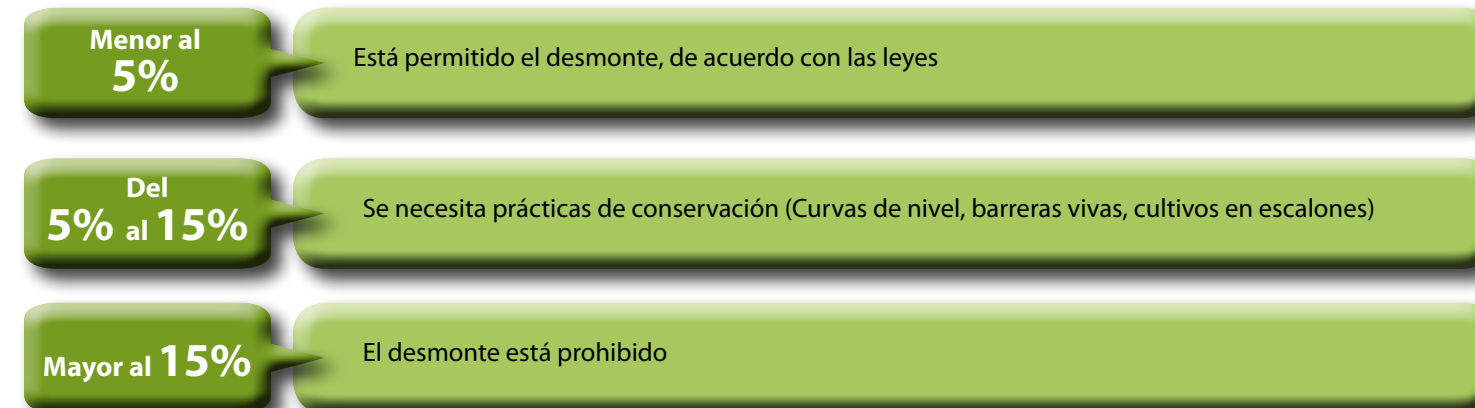 Menor al
5%
Está permitido el desmonte, de acuerdo con las leyes
Del
5% al 15%
Se necesita prácticas de conservación (Curvas de nivel, barreras vivas, cultivos en escalones)
Mayor al 15%
El desmonte está prohibido